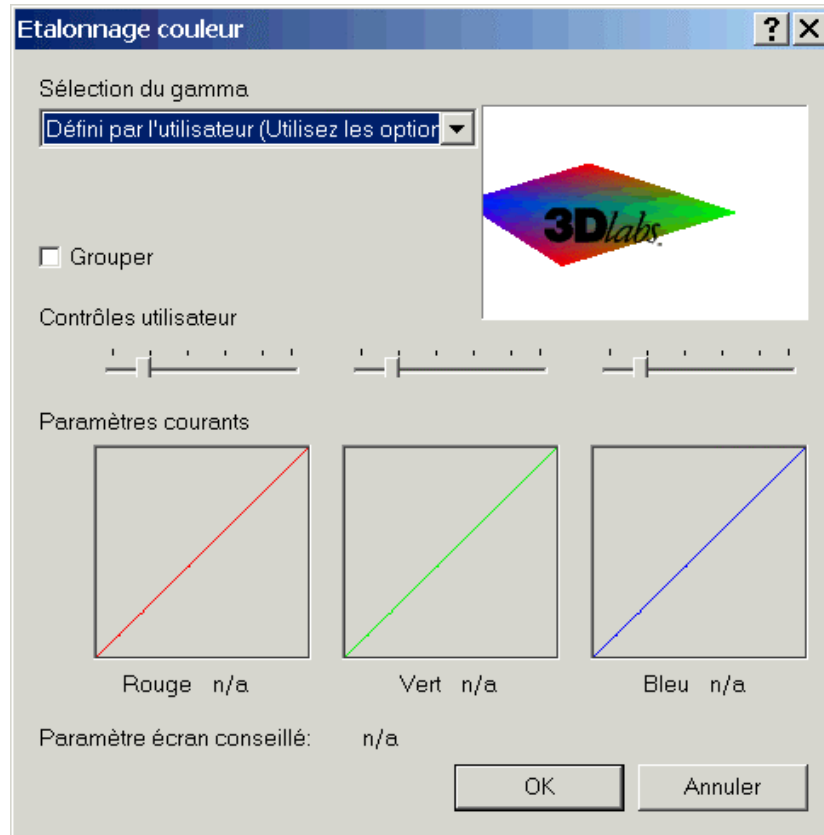 Etalonnage couleur
Sélection du gamma
Défini par l'utilisateur (Utilisez les option
3Dlabs.
Grouper
Contrôles utilisateur
Paramètres courants
Rouge n/a
Vert n/a
Bleu n/a
Paramètre écran conseillé: n/a
OK
Annuler